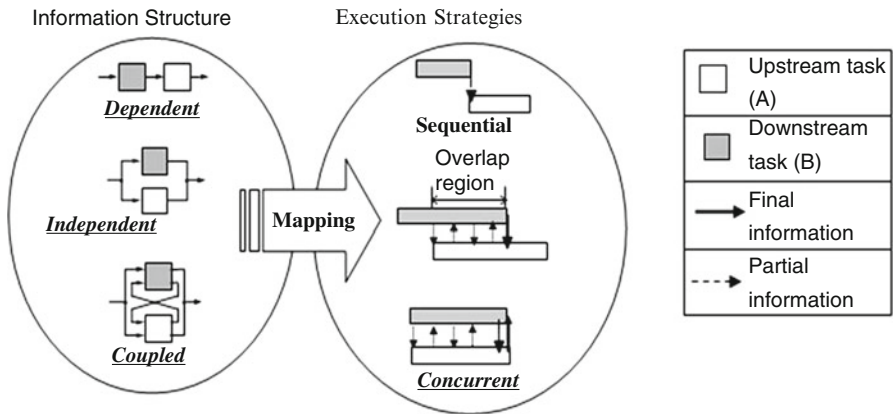 Information Structure
Execution Strategies
Dependent
Independent
Coupled
Mapping
Sequential
Overlap
region
Concurrent
Upstream task
(A)
Downstream
task (B)
Final
information
Partial
information